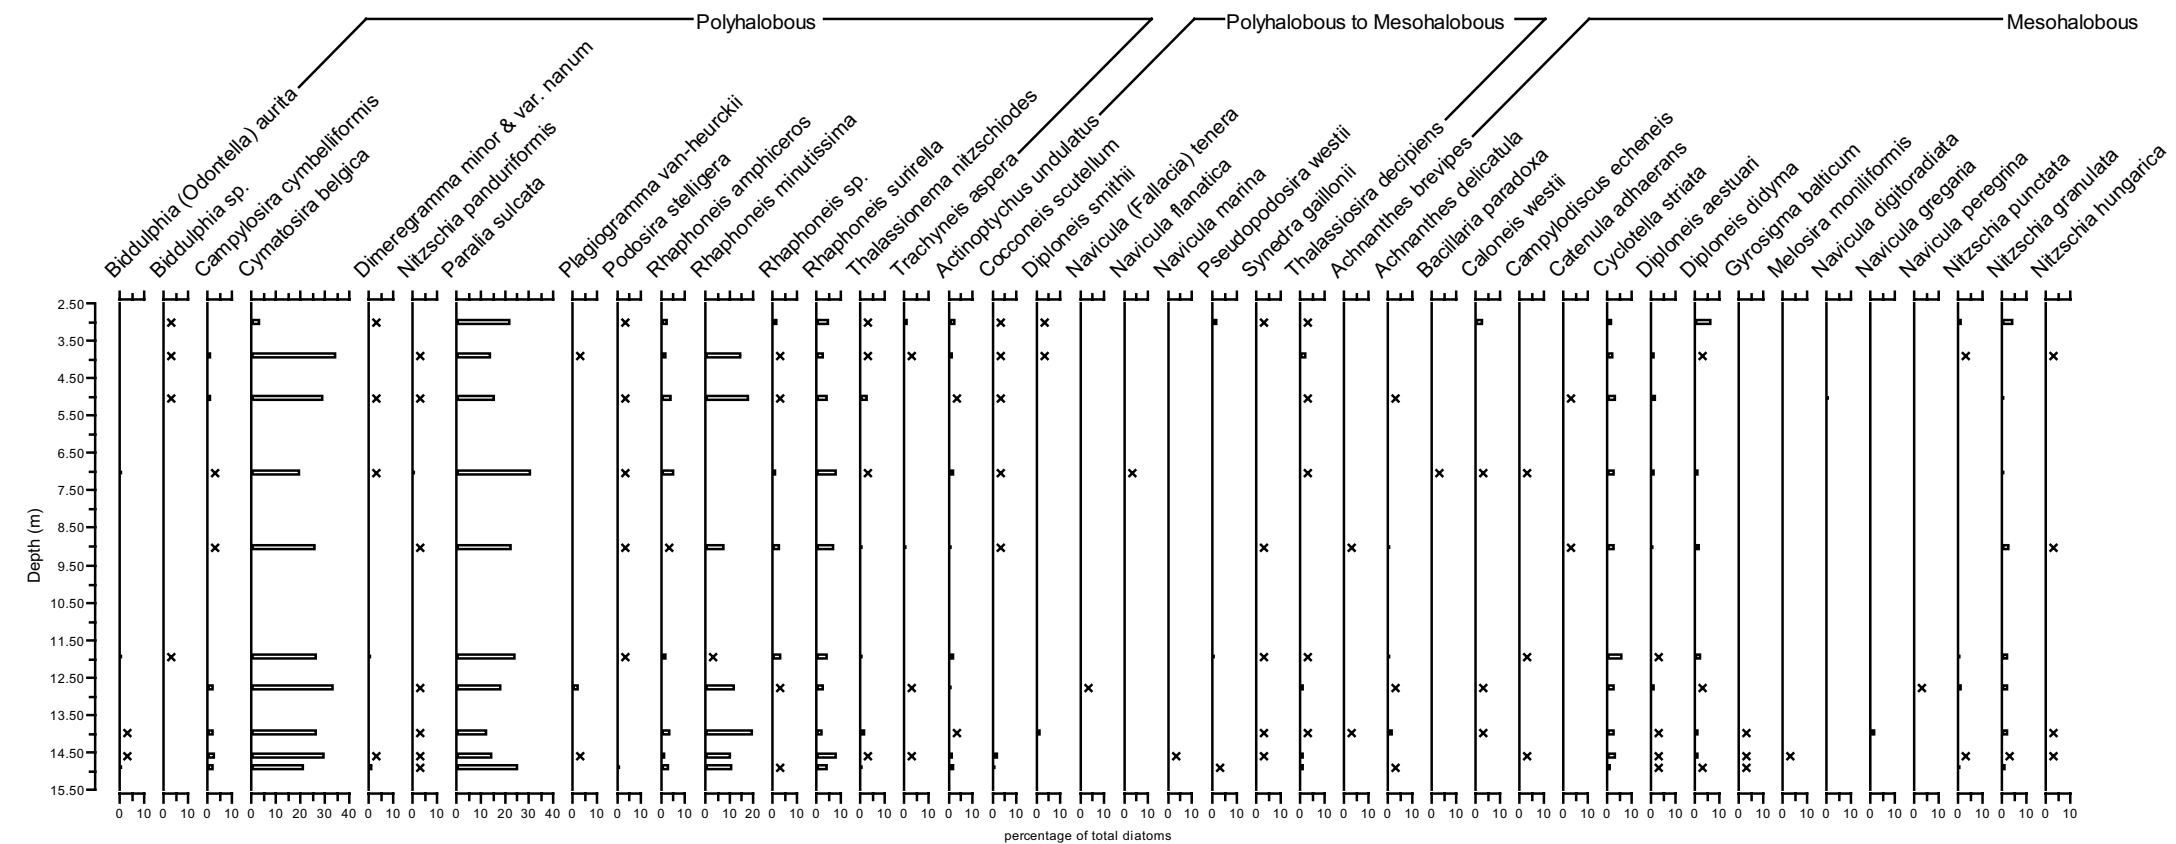 Polyhalobous
Polyhalobous to Mesohalobous
Mesohalobous
Biddulphia (Odontella) aurita
Biddulphia sp.
Campylosira cymbelliformis
Cymatosira belgica
Dimeregramma minor & var. nanum
Nitzschia panduriformis
Paralia sulcata
Plagiogramma van-heurckii
Podosira stelligera
Rhaphoneis amphiceros
Rhaphoneis minutissima
Rhaphoneis sp.
Rhaphoneis surirella
Thalassionema nitzschiodes
Trachyneis aspera
Actinoptychus undulatus
Cocconeis scutellum
Diploneis smithii
Navicula (Fallacia) tenera
Navicula flanatica
Navicula marina
Pseudopodosira westii
Synedra gaillonii
Thalassiosira decipiens
Achnanthes brevipes
Achnanthes delicatula
Bacillaria paradoxa
Caloneis westii
Campylodiscus echeneis
Catenula adhaerans
Cyclotella striata
Diploneis aestuari
Diploneis didyma
Gyrosigma balticum
Melosira moniliformis
Navicula digitoradiata
Navicula gregaria
Navicula peregrina
Nitzschia punctata
Nitzschia granulata
Nitzschia hungarica
Depth (m)
2.50
3.50
4.50
5.50
6.50
7.50
8.50
9.50
10.50
11.50
12.50
13.50
14.50
15.50
0 10 0 10 0 10 0 10 20 30 40 0 10 0 10 0 10 20 30 40 0 10 0 10 0 10 0 10 20 0 10 0 10 0 10 0 10 0 10 0 10 0 10 0 10 0 10 0 10 0 10 0 10 0 10 0 10 0 10 0 10 0 10 0 10 0 10 0 10 0 10 0 10 0 10 0 10 0 10 0 10 0 10 0 10 0 10 0 10
percentage of total diatoms